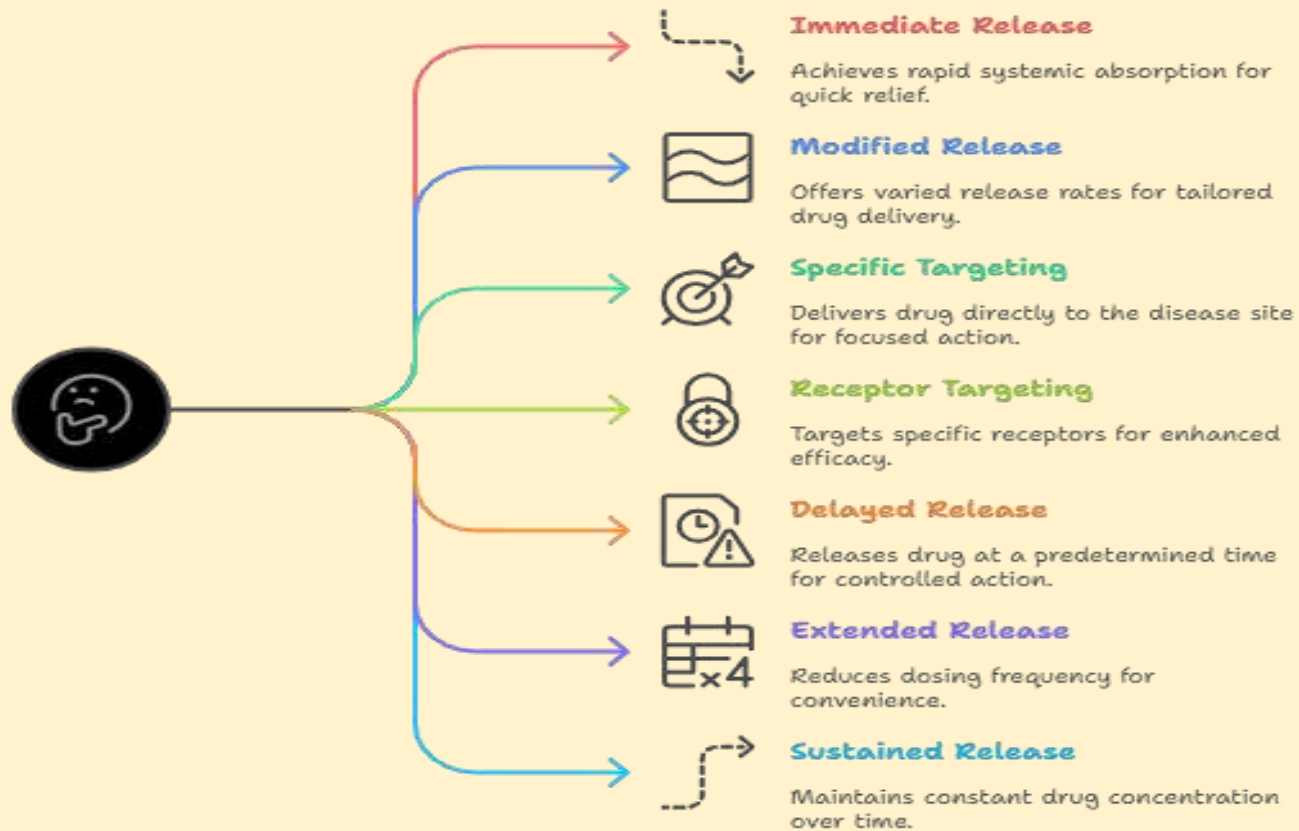 Immediate Release
Achieves rapid systemic absorption for
quick relief.
Modified Release
Offers varied release rates for tailored
drug delivery.
Specific Targeting
Delivers drug directly to the disease site
for focused action.
Receptor Targeting
Targets specific receptors for enhanced
efficacy.
Delayed Release
Releases drug at a predetermined time
for controlled action.
x4
Extended Release
Reduces dosing frequency for
convenience.
Sustained Release
Maintains constant drug concentration
over time.